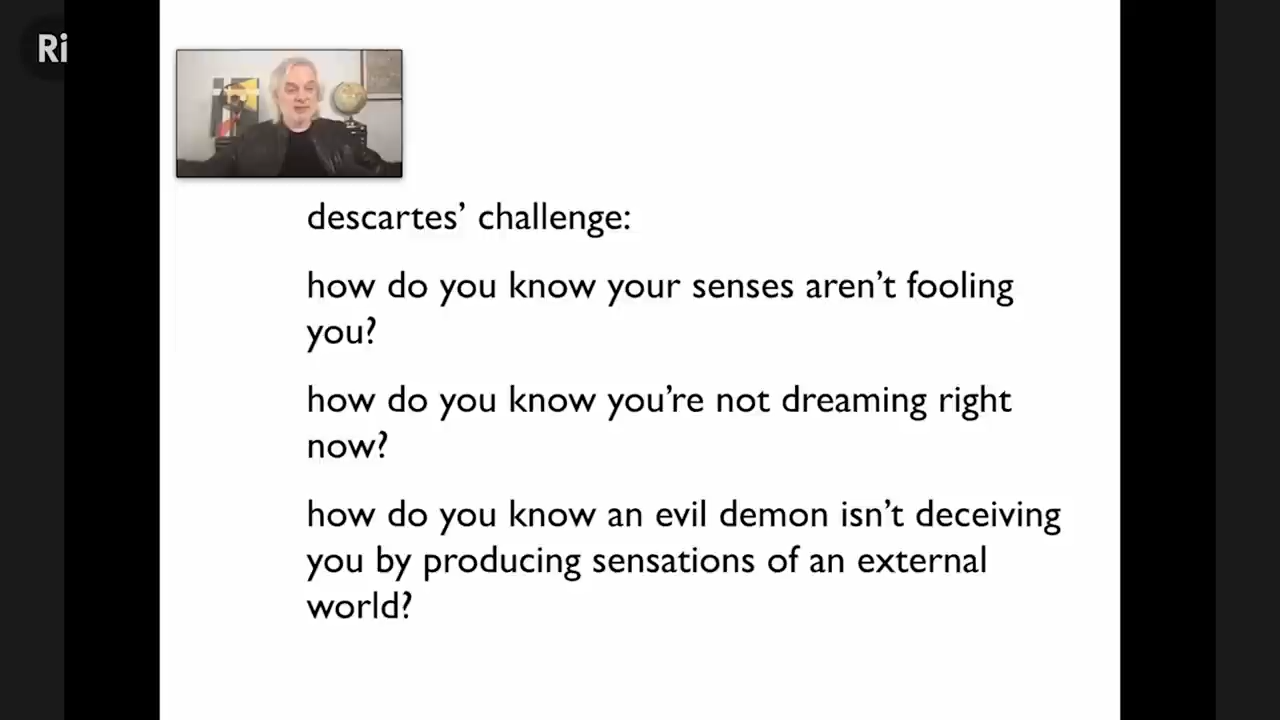 Ri
descartes’ challenge:
how do you know your senses aren’t fooling
you?
how do you know you’re not dreaming right
now?
how do you know an evil demon isn’t deceiving
you by producing sensations of an external
world?